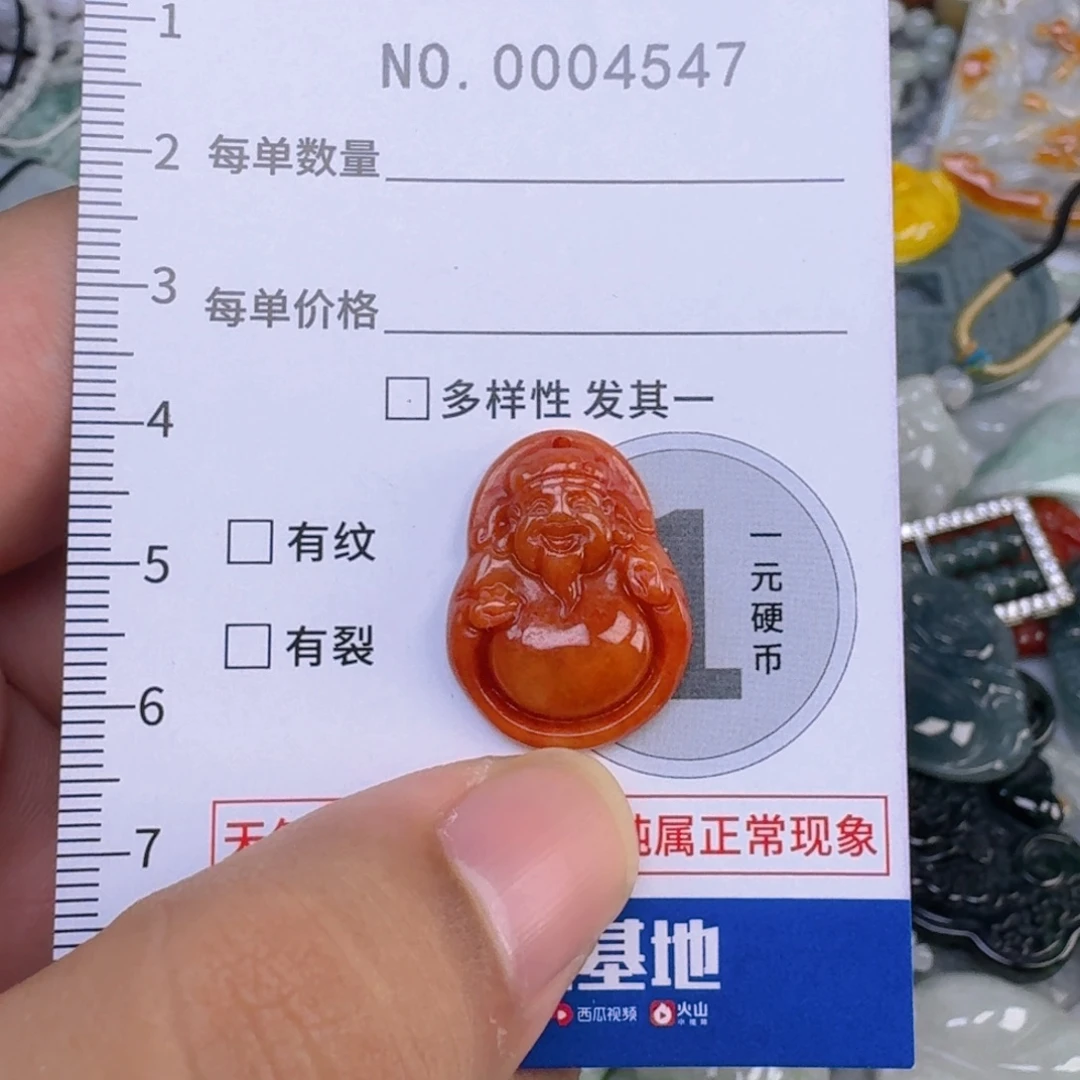 1
NO. 0004547
2 每单数量
3 每单价格
多样性 发其一
4
1
一元硬币
有纹
5
有裂
6
纯属正常现象
7
基地
西瓜视频 火山